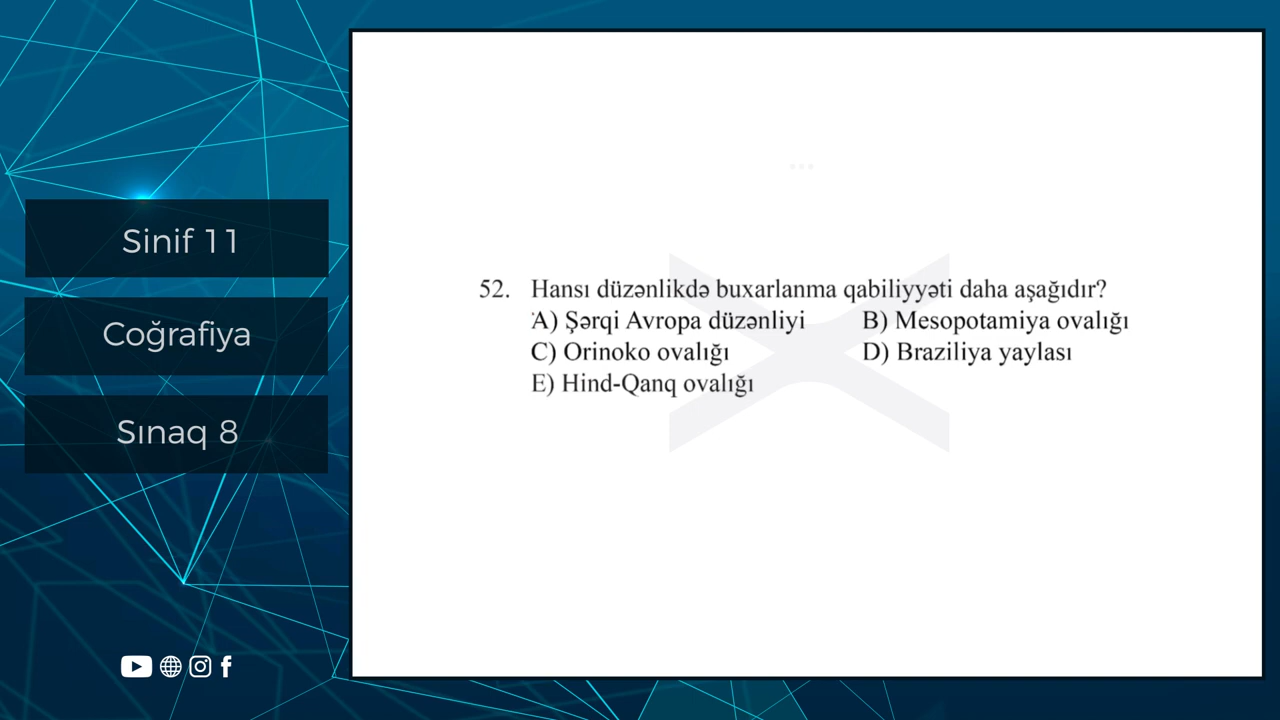 Sinif 11
Coğrafiya
Sınaq 8
52. Hansı düzənlikdə buxarlanma qabiliyyəti daha aşağıdır?
A) Şərqi Avropa düzənliyi B) Mesopotamiya ovalığı
C) Orinoko ovalığı D) Braziliya yaylası
E) Hind-Qanq ovalığı